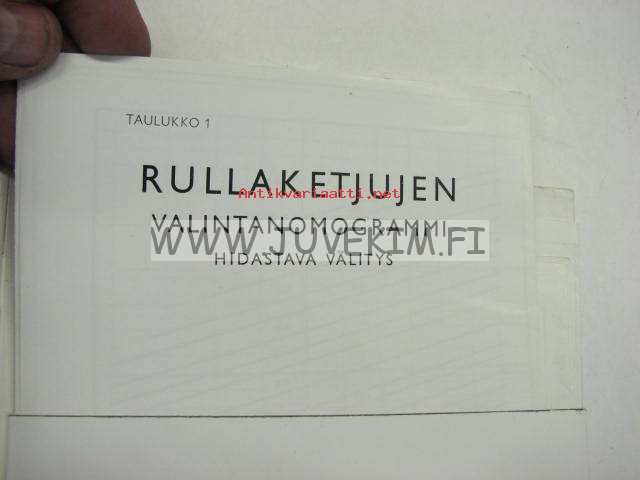 TAULUKKO 1
RULLAKETJUJEN
Antikvariaatti.net
VALINTANOMOGRAMMI
WWW.JUVEKIM.FI
HIDASTAVA VÄLITYS